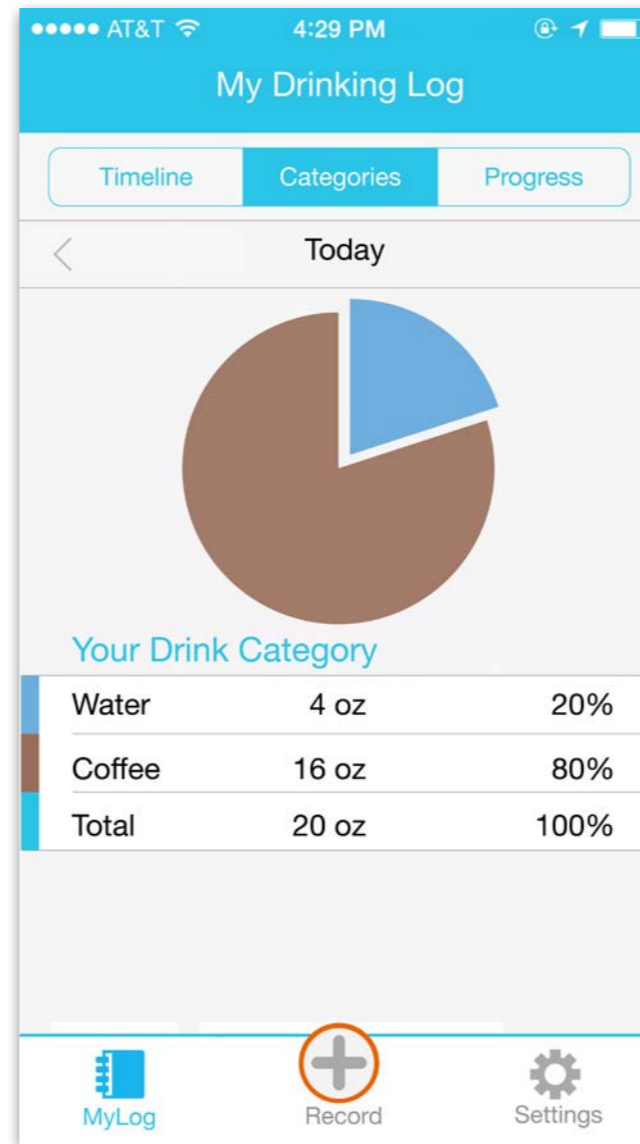 AT&T 4:29 PM
My Drinking Log
Timeline Categories Progress
Today
Your Drink Category
Water 4 oz 20%
Coffee 16 oz 80%
Total 20 oz 100%
MyLog Record Settings